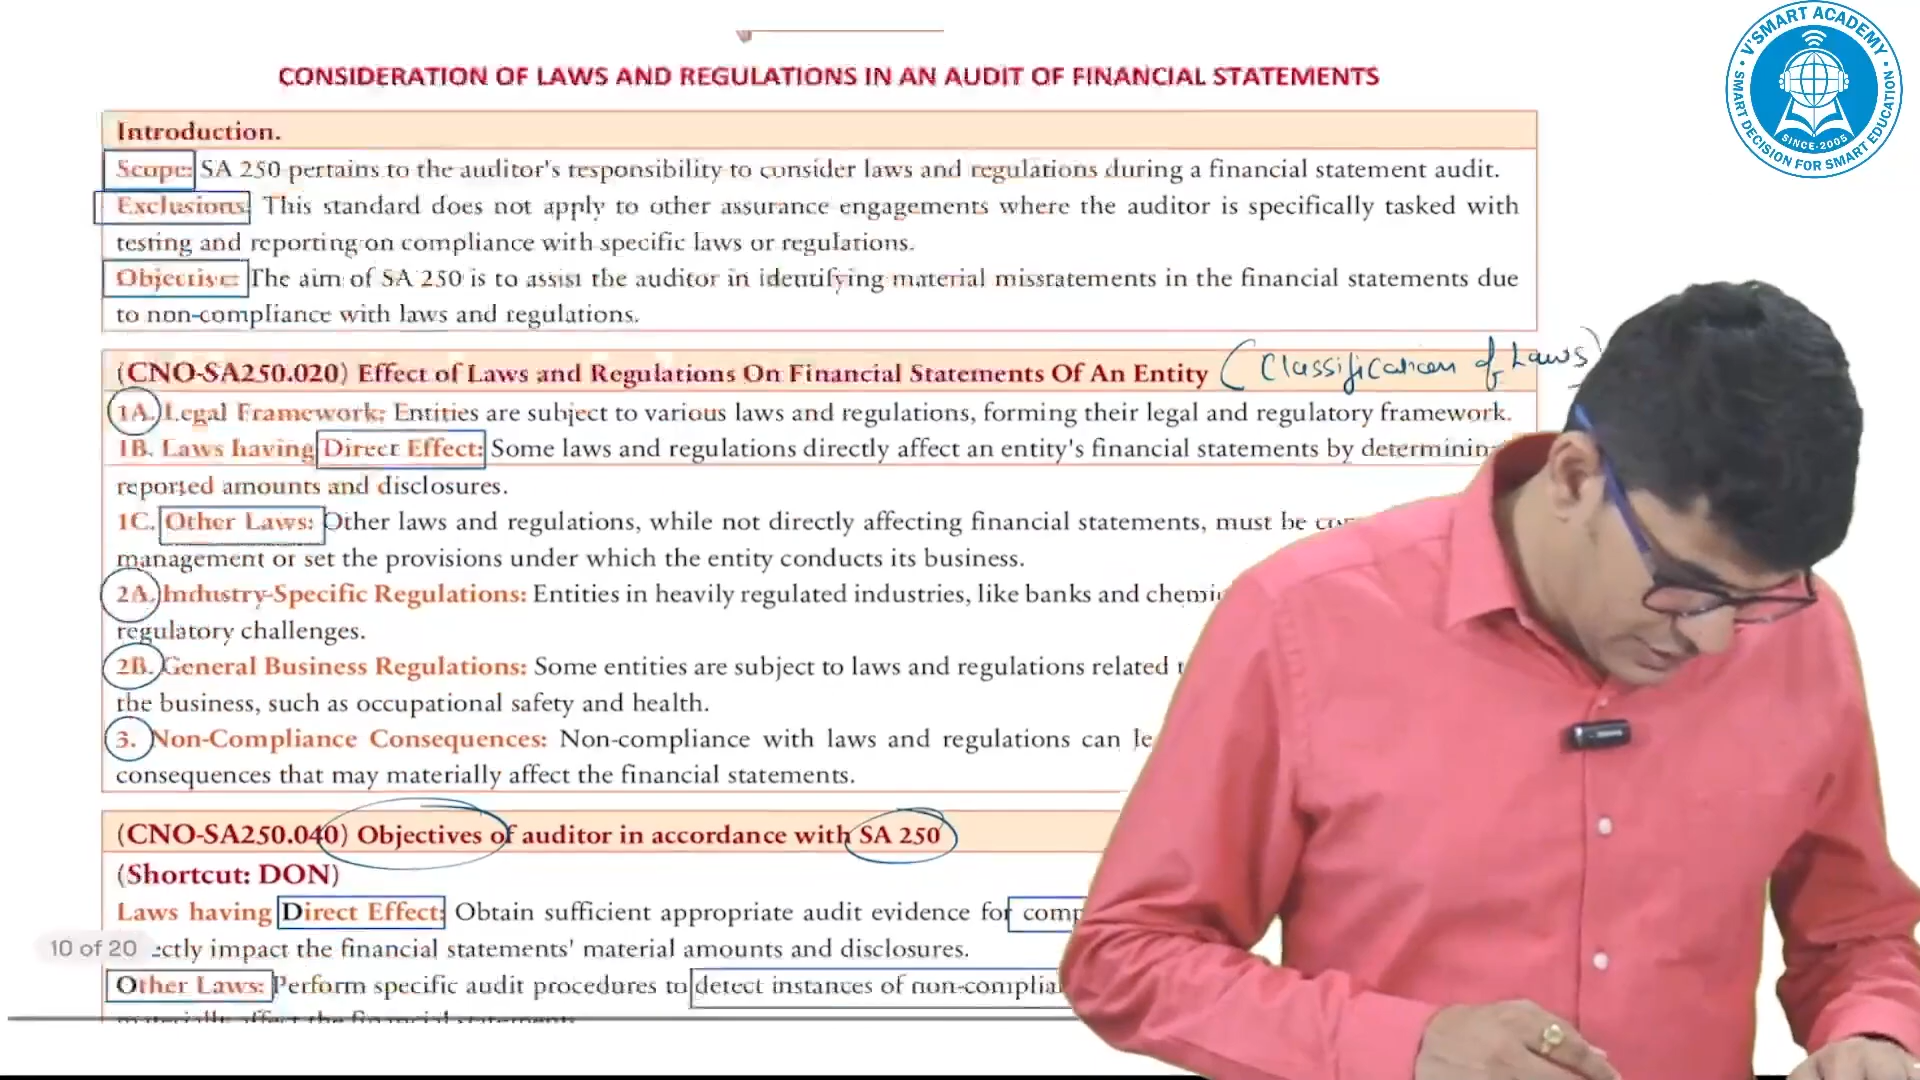 CONSIDERATION OF LAWS AND REGULATIONS IN AN AUDIT OF FINANCIAL STATEMENTS
V'SMART ACADEMY
SMART DECISION FOR SMART EDUCATION
SINCE-2005
Introduction.
Scope: SA 250 pertains to the auditor's responsibility to consider laws and regulations during a financial statement audit.
Exclusions: This standard does not apply to other assurance engagements where the auditor is specifically tasked with
testing and reporting on compliance with specific laws or regulations.
Objective: The aim of SA 250 is to assist the auditor in identifying material misstatements in the financial statements due
to non-compliance with laws and regulations.
(CNO-SA250.020) Effect of Laws and Regulations On Financial Statements Of An Entity (Classification of Laws)
1A. Legal Framework: Entities are subject to various laws and regulations, forming their legal and regulatory framework.
1B. Laws having Direct Effect: Some laws and regulations directly affect an entity's financial statements by
reported amounts and disclosures.
1C. Other Laws: Other laws and regulations, while not directly affecting financial statements, must be
management or set the provisions under which the entity conducts its business.
2A. Industry-Specific Regulations: Entities in heavily regulated industries, like banks and
regulatory challenges.
2B. General Business Regulations: Some entities are subject to laws and regulations related
the business, such as occupational safety and health.
3. Non-Compliance Consequences: Non-compliance with laws and regulations can
consequences that may materially affect the financial statements.
(CNO-SA250.040) Objectives of auditor in accordance with SA 250
(Shortcut: DON)
Laws having Direct Effect: Obtain sufficient appropriate audit evidence for
10 of 20
impact the financial statements' material amounts and disclosures.
Other Laws: Perform specific audit procedures to detect instances of